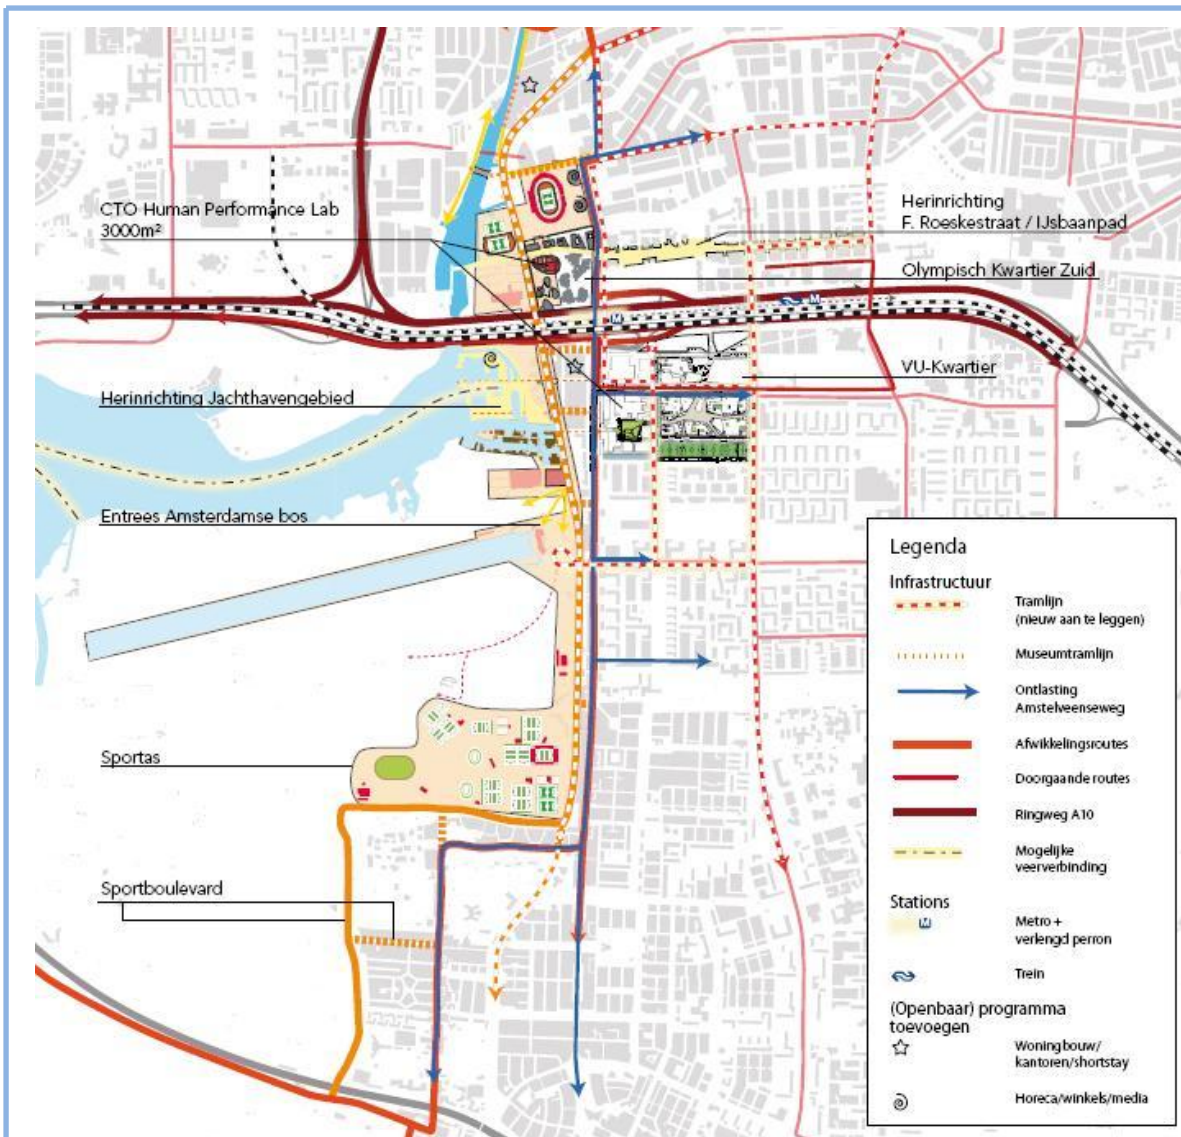 CTO Human Performance Lab
3000m²
Herinrichting
F. Roeskestraat / IJsbaanpad
Olympisch Kwartier Zuid
M
M
VU-Kwartier
Herinrichting Jachthavengebied
Entrees Amsterdamse bos
Sportas
Sportboulevard
Legenda
Infrastructuur
Tramlijn
(nieuw aan te leggen)
Museumtramlijn
Ontlasting
Amstelveenseweg
Afwikkelingsroutes
Doorgaande routes
Ringweg A10
Mogelijke
veerverbinding
Stations
M
Metro +
verlengd perron
Trein
(Openbaar) programma
toevoegen
Woningbouw/
kantoren/shortstay
Horeca/winkels/media